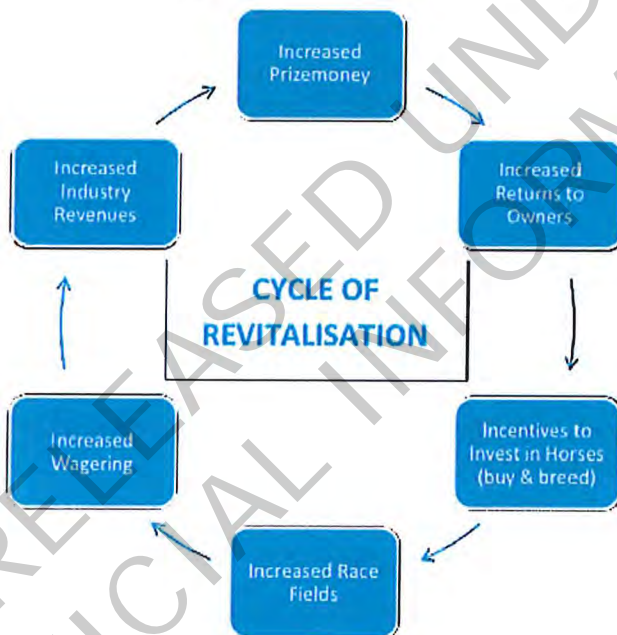 Increased
Prizemoney
Increased
Returns to
Owners
Incentives to
Invest in Horses
(buy & breed)
Increased Race
Fields
Increased
Wagering
Increased
Industry
Revenues
CYCLE OF
REVITALISATION
RELEASED